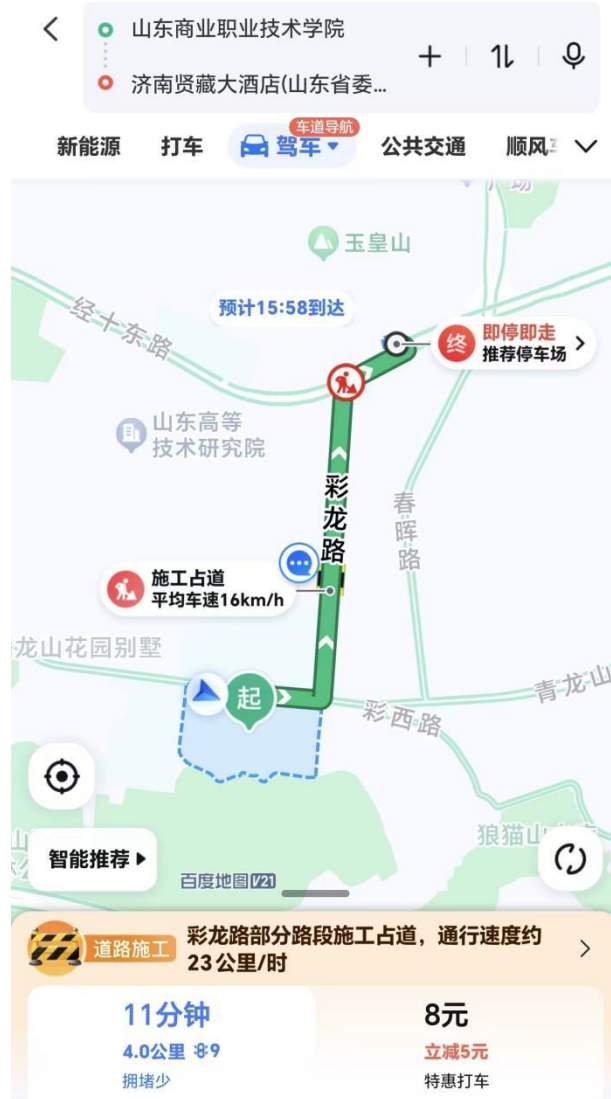 山东商业职业技术学院
济南贤藏大酒店(山东省委...
车道导航
新能源
打车
驾车
公共交通
顺风
玉皇山
预计15:58到达
经十东路
终
即停即走
推荐停车场
山东高等
技术研究院
彩龙路
春晖路
施工占道
平均车速16km/h
龙山花园别墅
起
青龙山
彩西路
狼猫山
智能推荐
百度地图 V21
道路施工
彩龙路部分路段施工占道，通行速度约
23公里/时
11分钟
8元
4.0公里 9
立减5元
拥堵少
特惠打车